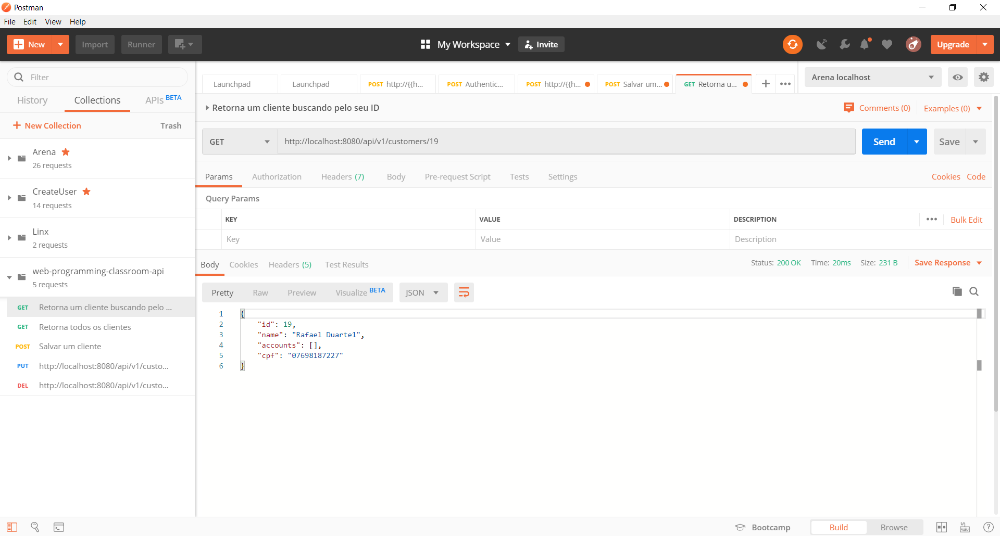 Postman
File Edit View Help
New Import Runner My Workspace Invite Upgrade
Filter
History Collections APIs BETA
New Collection Trash
Arena
26 requests
CreateUser
14 requests
Linx
2 requests
web-programming-classroom-api
5 requests
GET Retorna um cliente buscando pelo ...
GET Retorna todos os clientes
POST Salvar um cliente
PUT http://localhost:8080/api/v1/custo...
DEL http://localhost:8080/api/v1/custo...
Launchpad Launchpad POST http://{{h... POST Authentic... POST http://{{h... POST Salvar um... GET Retorna u... Arena localhost
Retorna um cliente buscando pelo seu ID Comments (0) Examples (0)
GET http://localhost:8080/api/v1/customers/19 Send Save
Params Authorization Headers (7) Body Pre-request Script Tests Settings Cookies Code
Query Params
KEY VALUE DESCRIPTION Bulk Edit
Key Value Description
Body Cookies Headers (5) Test Results Status: 200 OK Time: 20ms Size: 231 B Save Response
Pretty Raw Preview Visualize BETA JSON
1 {
2 "id": 19,
3 "name": "Rafael Duarte1",
4 "accounts": [],
5 "cpf": "07698187227"
6 }
Bootcamp Build Browse